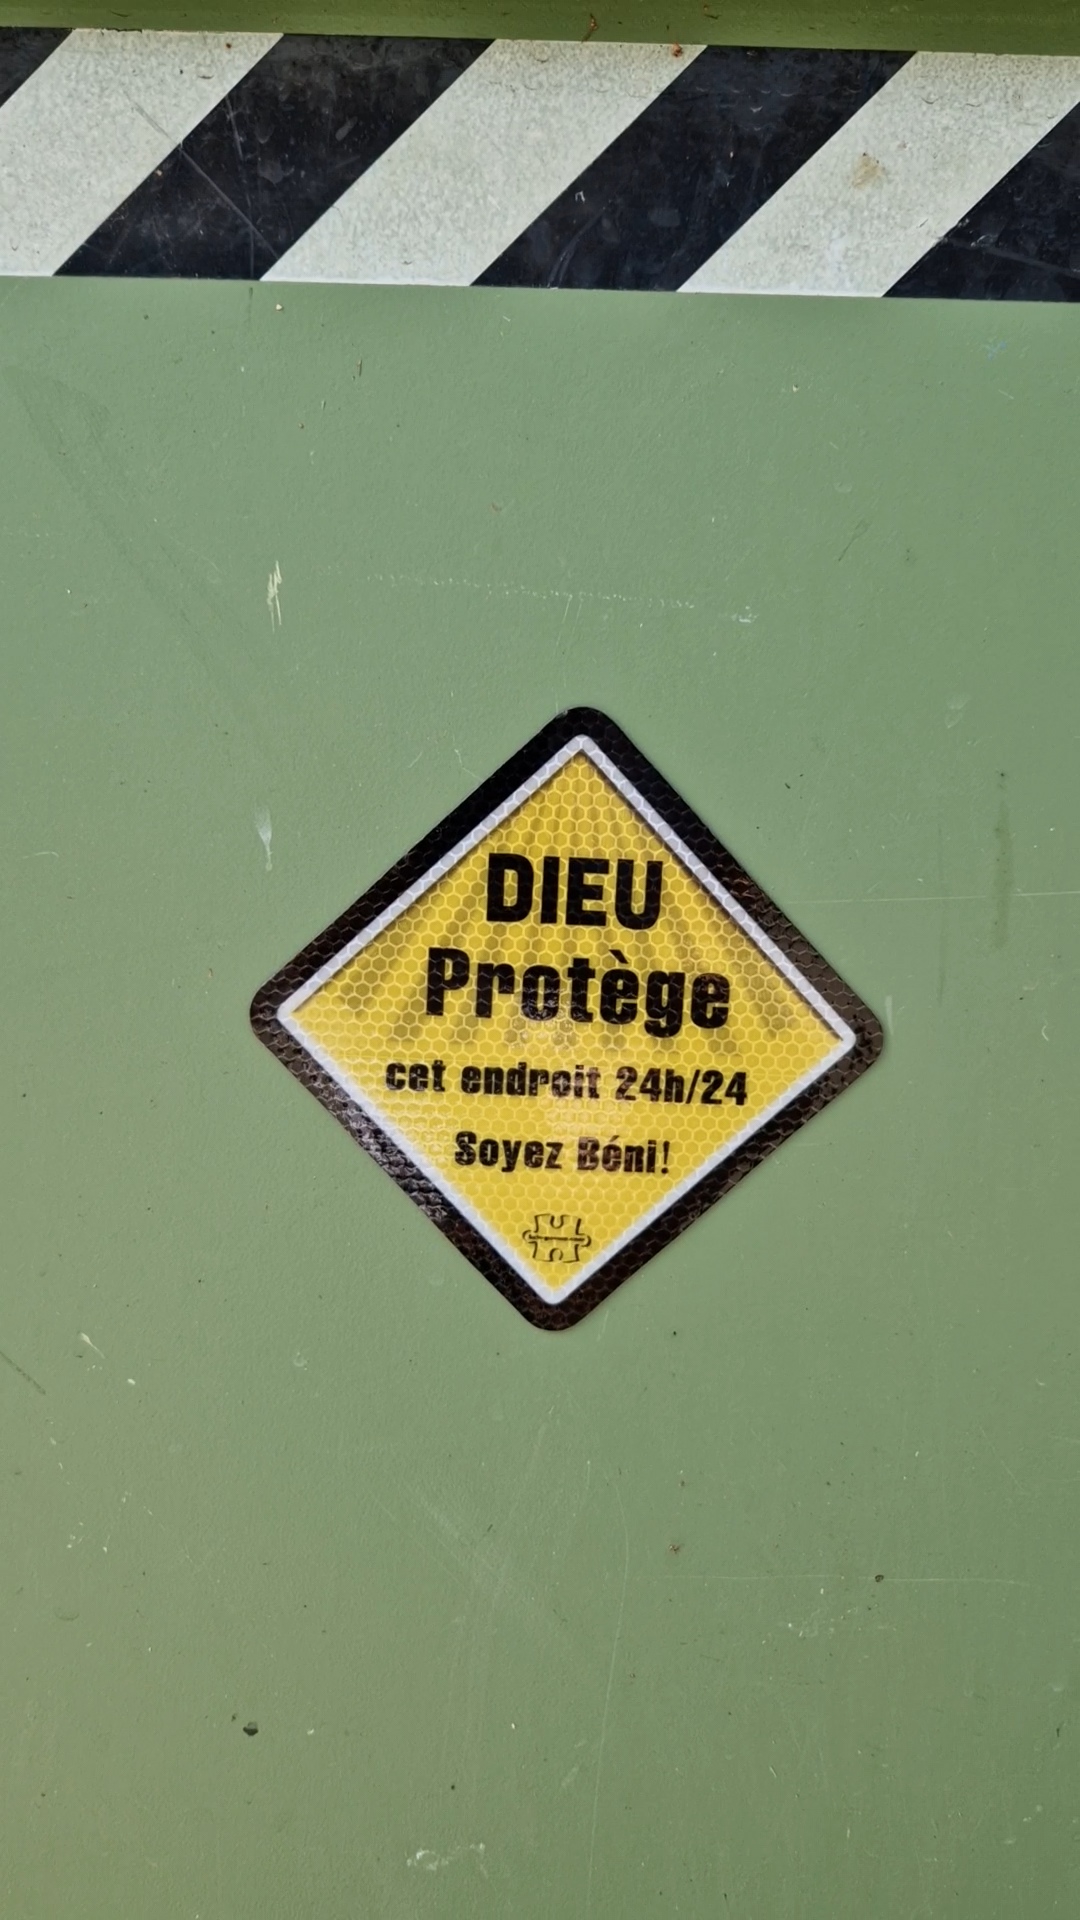 DIEU
Protège
cet endroit 24h/24
Soyez Béni!